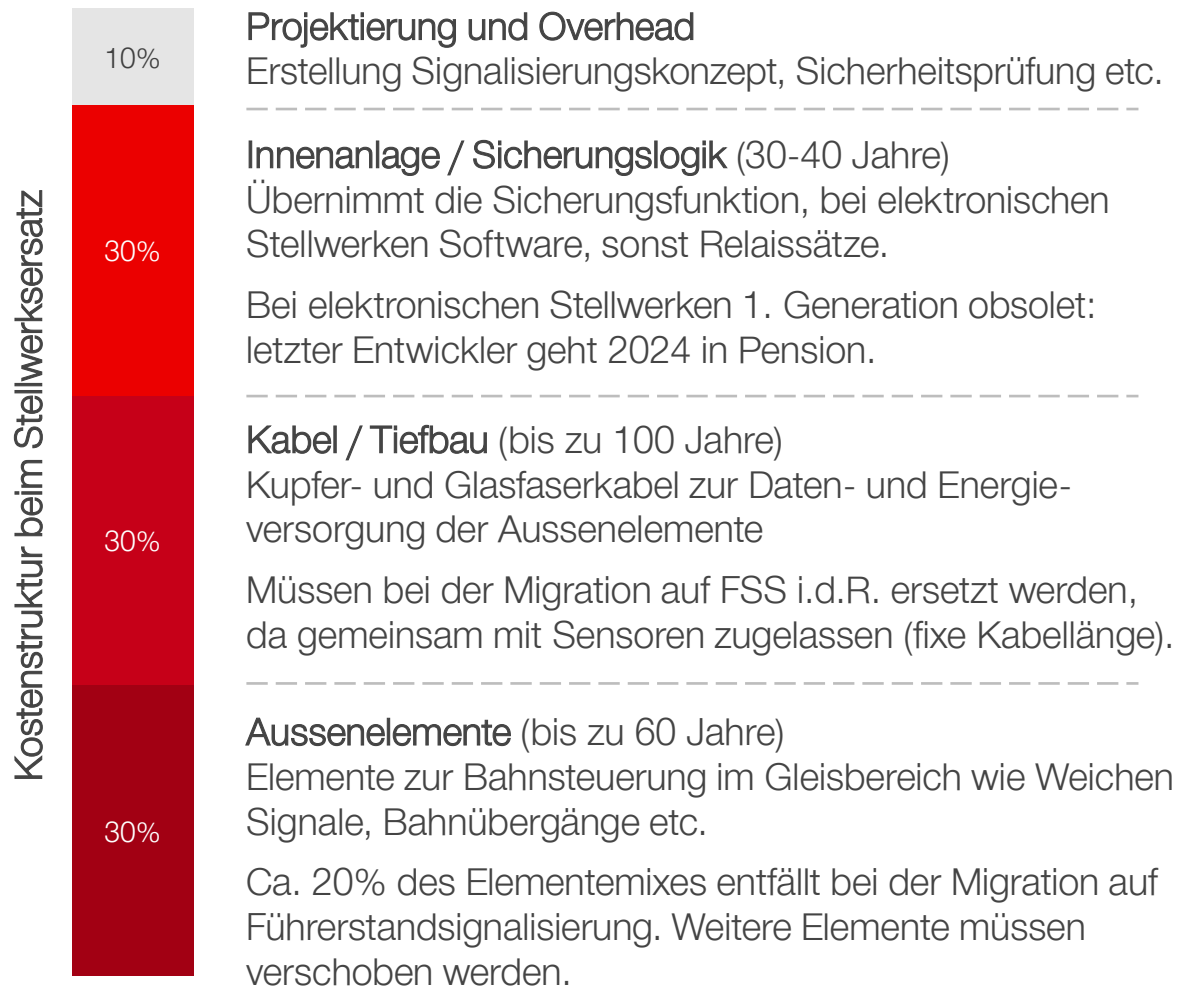 Kostenstruktur beim Stellwerksersatz
10%
Projektierung und Overhead
Erstellung Signalisierungskonzept, Sicherheitsprüfung etc.
30%
Innenanlage / Sicherungslogik (30-40 Jahre)
Übernimmt die Sicherungsfunktion, bei elektronischen
Stellwerken Software, sonst Relaissätze.
Bei elektronischen Stellwerken 1. Generation obsolet:
letzter Entwickler geht 2024 in Pension.
30%
Kabel / Tiefbau (bis zu 100 Jahre)
Kupfer- und Glasfaserkabel zur Daten- und Energie-
versorgung der Aussenelemente
Müssen bei der Migration auf FSS i.d.R. ersetzt werden,
da gemeinsam mit Sensoren zugelassen (fixe Kabellänge).
30%
Aussenelemente (bis zu 60 Jahre)
Elemente zur Bahnsteuerung im Gleisbereich wie Weichen
Signale, Bahnübergänge etc.
Ca. 20% des Elementemixes entfällt bei der Migration auf
Führerstandsignalisierung. Weitere Elemente müssen
verschoben werden.